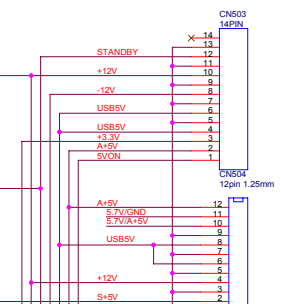 CN503
14PIN
14
13
STANDBY 12
11
+12V 10
9
-12V 8
7
USB5V 6
5
USB5V 4
+3.3V 3
A+5V 2
5VON 1
CN504
12pin 1.25mm
A+5V 12
5.7V/GND 11
5.7V/A+5V 10
9
USB5V 8
7
6
5
+12V 4
3
S+5V 2